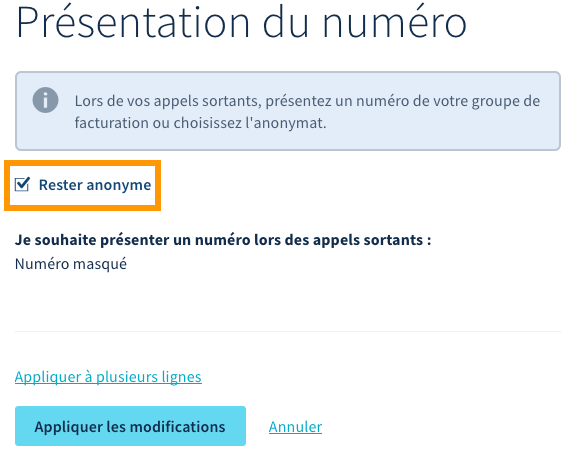 Présentation du numéro
Lors de vos appels sortants, présentez un numéro de votre groupe de
facturation ou choisissez l'anonymat.
Rester anonyme
Je souhaite présenter un numéro lors des appels sortants :
Numéro masqué
Appliquer à plusieurs lignes
Appliquer les modifications Annuler